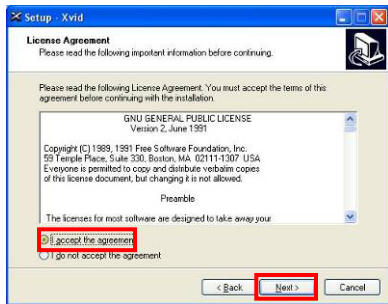 Setup - Xvid
License Agreement
Please read the following important information before continuing.
Please read the following License Agreement. You must accept the terms of this
agreement before continuing with the installation.
GNU GENERAL PUBLIC LICENSE
Version 2, June 1991
Copyright (C) 1989, 1991 Free Software Foundation, Inc.
59 Temple Place, Suite 330, Boston, MA 02111-1307 USA
Everyone is permitted to copy and distribute verbatim copies
of this license document, but changing it is not allowed.
Preamble
The licenses for most software are designed to take away your
I accept the agreement
I do not accept the agreement
< Back
Next >
Cancel